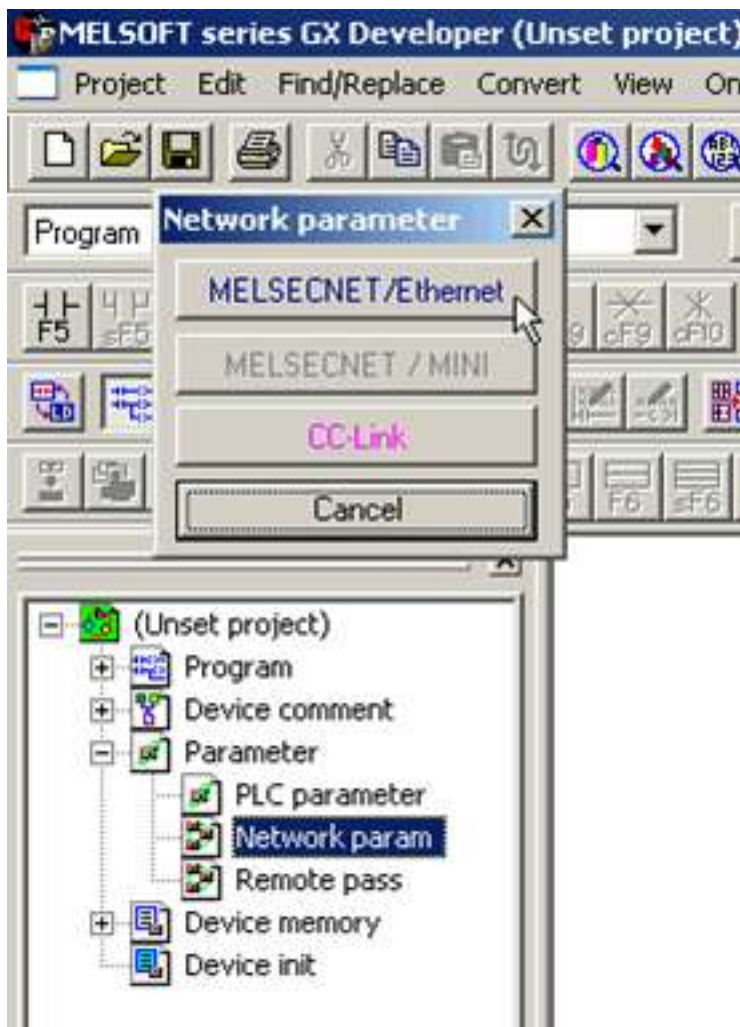 MELSOFT series GX Developer (Unset project)
Project Edit Find/Replace Convert View On
Program
Network parameter
MELSECNET/Ethernet
F5 sF5 9 cF9 cF10
MELSECNET / MINI
LD
CC-Link
F6 sF6
Cancel
(Unset project)
Program
Device comment
Parameter
PLC parameter
Network param
Remote pass
Device memory
Device init